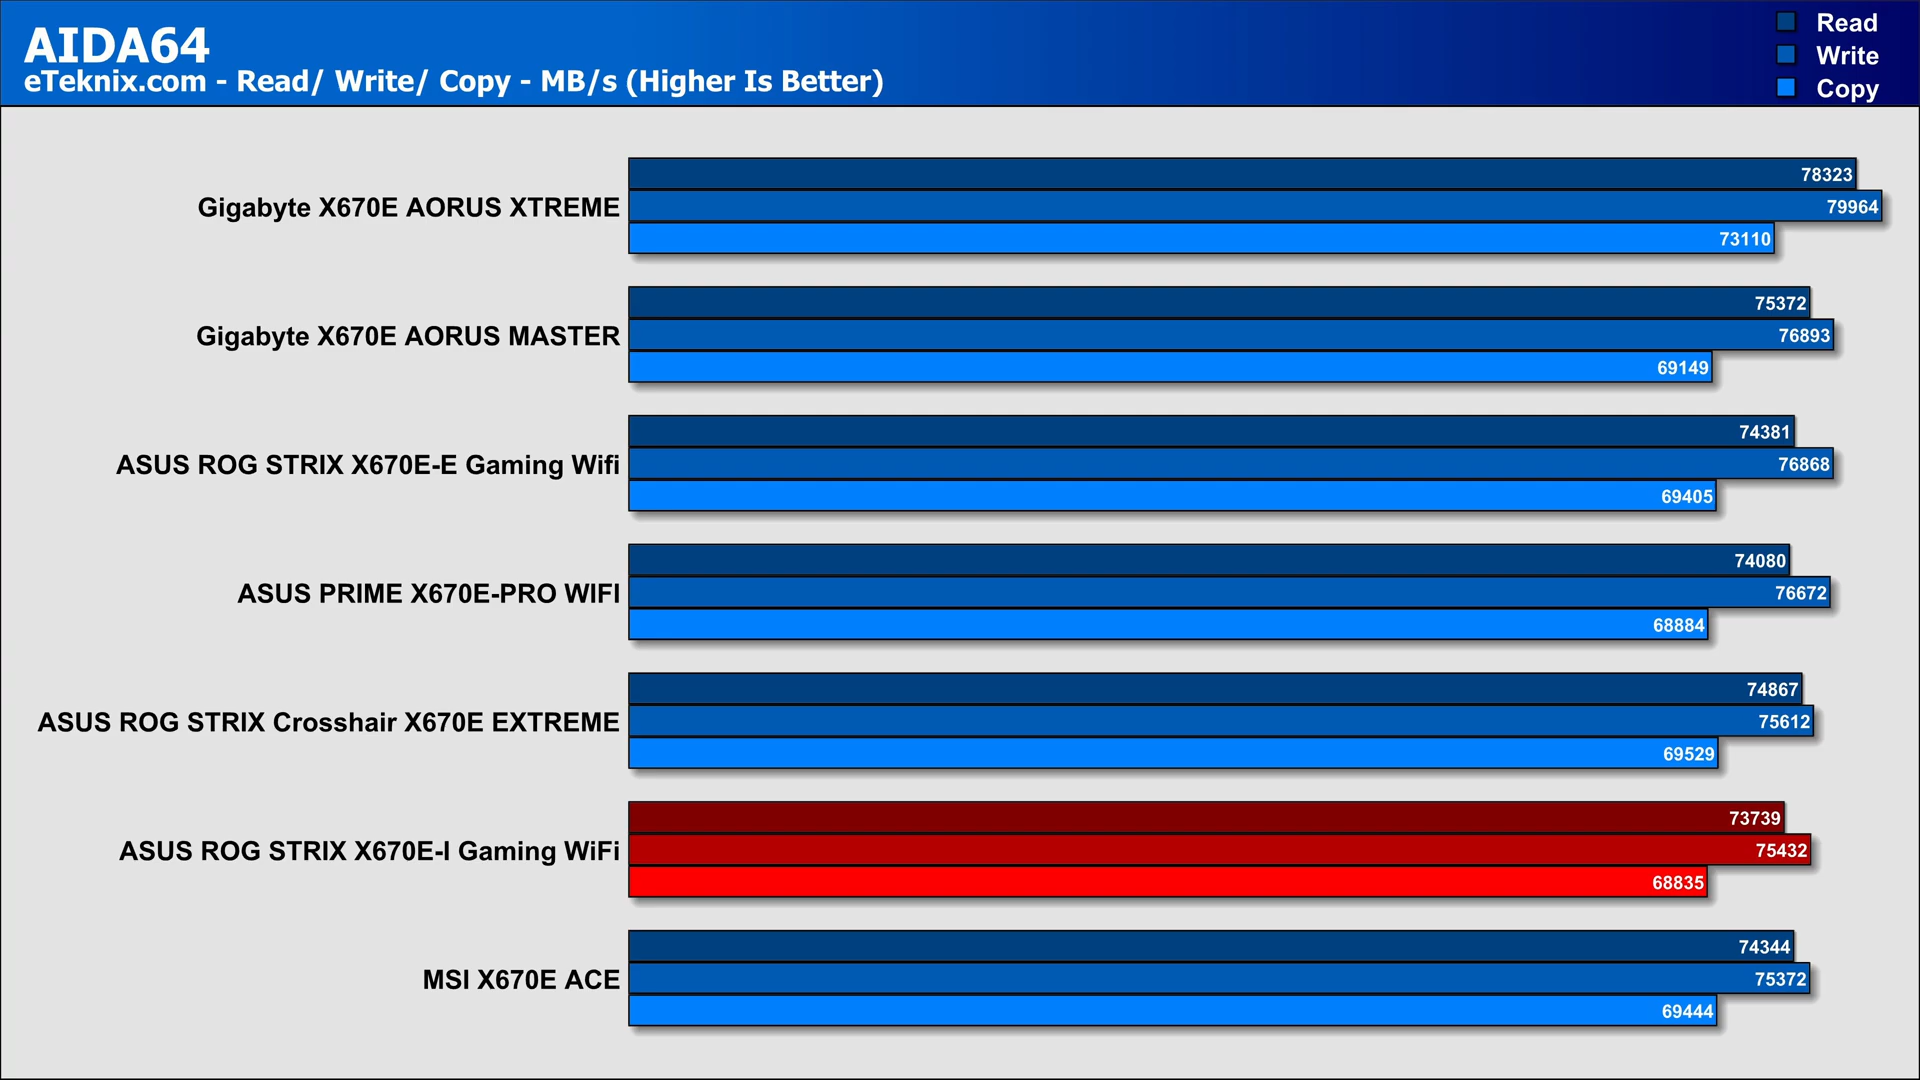 AIDA64
eTeknix.com - Read/ Write/ Copy - MB/s (Higher Is Better)
Read
Write
Copy
Gigabyte X670E AORUS XTREME
78323
79964
73110
Gigabyte X670E AORUS MASTER
75372
76893
69149
ASUS ROG STRIX X670E-E Gaming Wifi
74381
76868
69405
ASUS PRIME X670E-PRO WIFI
74080
76672
68884
ASUS ROG STRIX Crosshair X670E EXTREME
74867
75612
69529
ASUS ROG STRIX X670E-I Gaming WiFi
73739
75432
68835
MSI X670E ACE
74344
75372
69444